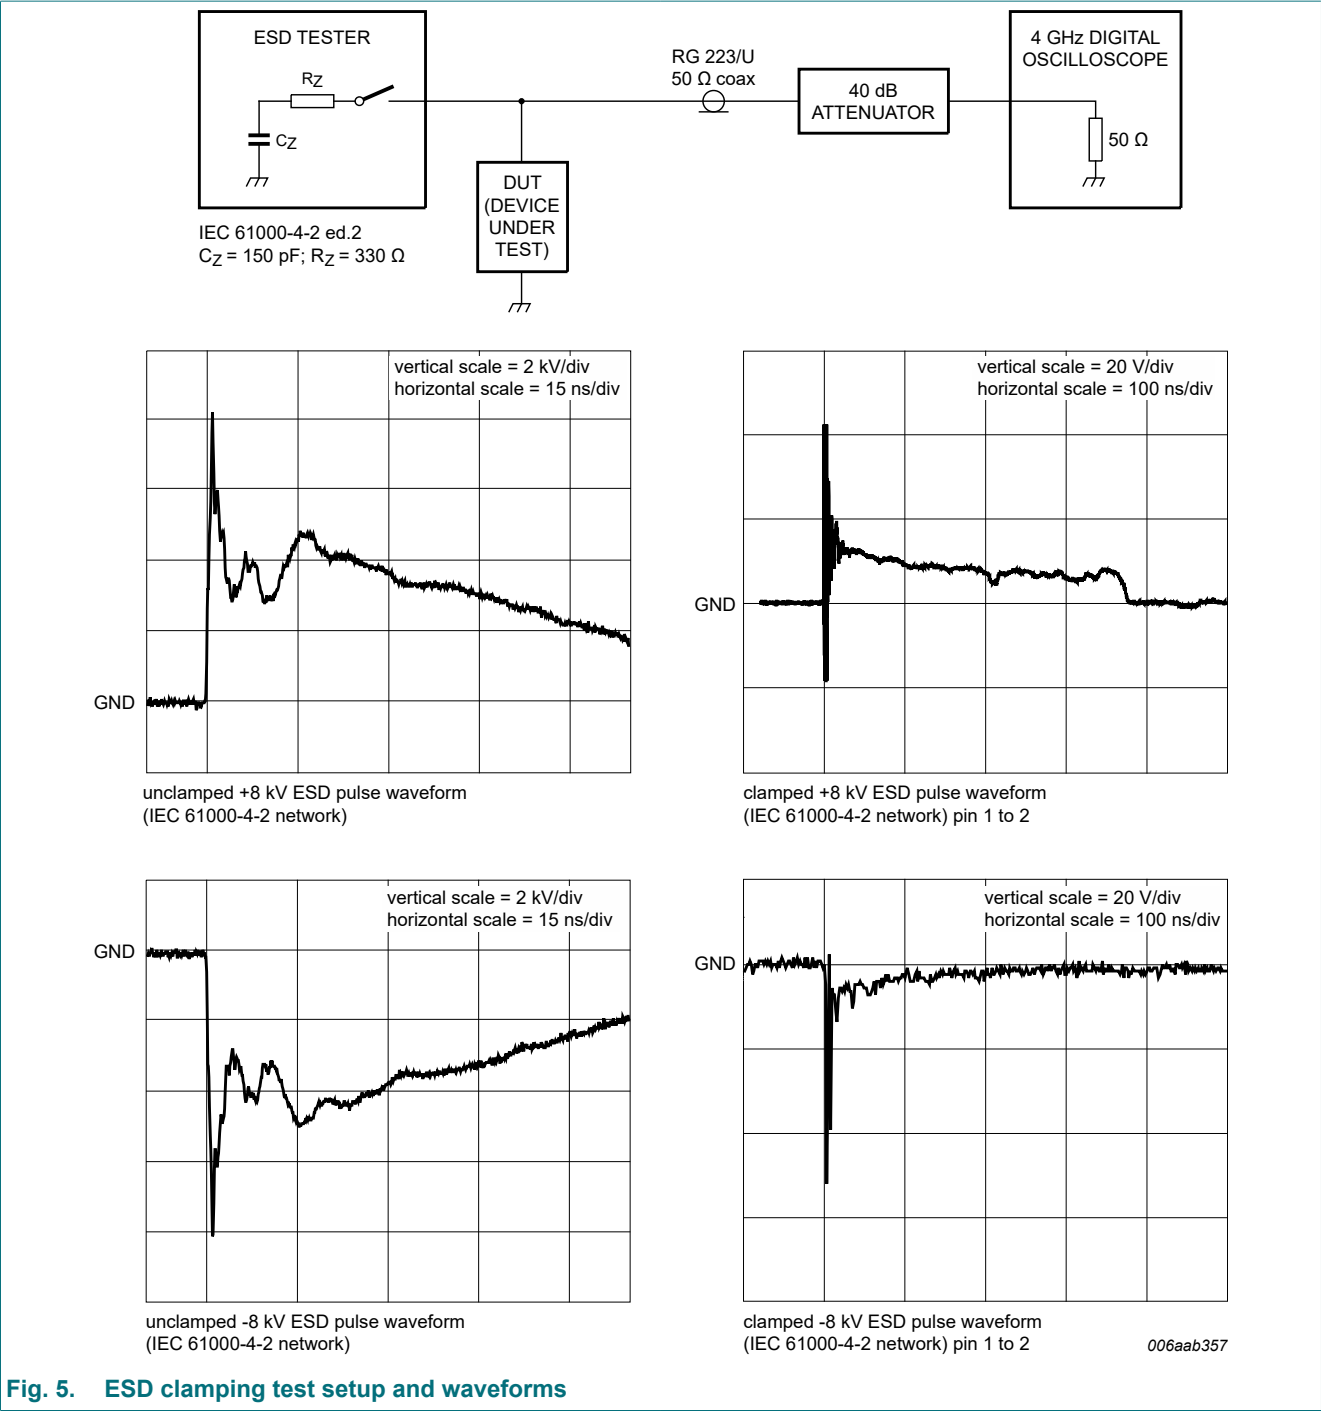 ESD TESTER
RZ
CZ
IEC 61000-4-2 ed.2
CZ = 150 pF; RZ = 330 Ω
DUT
(DEVICE
UNDER
TEST)
RG 223/U
50 Ω coax
40 dB
ATTENUATOR
4 GHz DIGITAL
OSCILLOSCOPE
50 Ω
vertical scale = 2 kV/div
horizontal scale = 15 ns/div
GND
unclamped +8 kV ESD pulse waveform
(IEC 61000-4-2 network)
vertical scale = 20 V/div
horizontal scale = 100 ns/div
GND
clamped +8 kV ESD pulse waveform
(IEC 61000-4-2 network) pin 1 to 2
vertical scale = 2 kV/div
horizontal scale = 15 ns/div
GND
unclamped -8 kV ESD pulse waveform
(IEC 61000-4-2 network)
vertical scale = 20 V/div
horizontal scale = 100 ns/div
GND
clamped -8 kV ESD pulse waveform
(IEC 61000-4-2 network) pin 1 to 2
006aab357
Fig. 5. ESD clamping test setup and waveforms